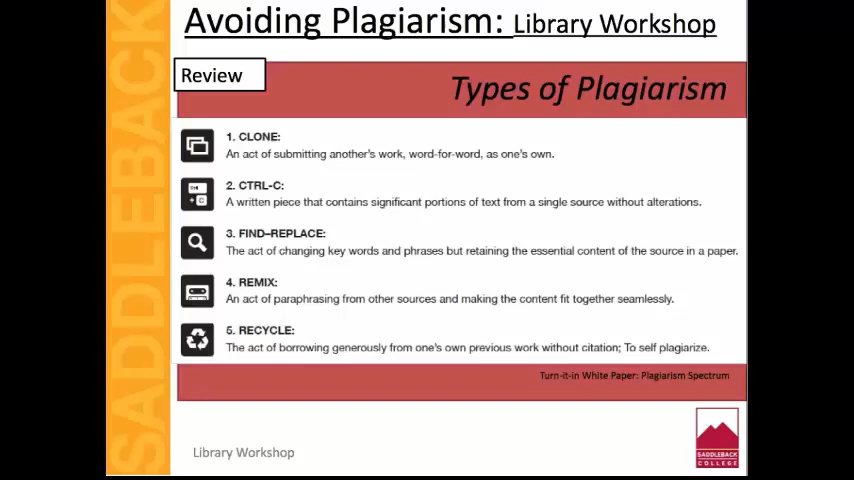 SADDLEBACK
Avoiding Plagiarism: Library Workshop
Review
Types of Plagiarism
1. CLONE:
An act of submitting another's work, word-for-word, as one's own.
Ctrl
+ C
2. CTRL-C:
A written piece that contains significant portions of text from a single source without alterations.
3. FIND–REPLACE:
The act of changing key words and phrases but retaining the essential content of the source in a paper.
4. REMIX:
An act of paraphrasing from other sources and making the content fit together seamlessly.
5. RECYCLE:
The act of borrowing generously from one's own previous work without citation; To self plagiarize.
Turn-it-in White Paper: Plagiarism Spectrum
Library Workshop
SADDLEBACK
COLLEGE